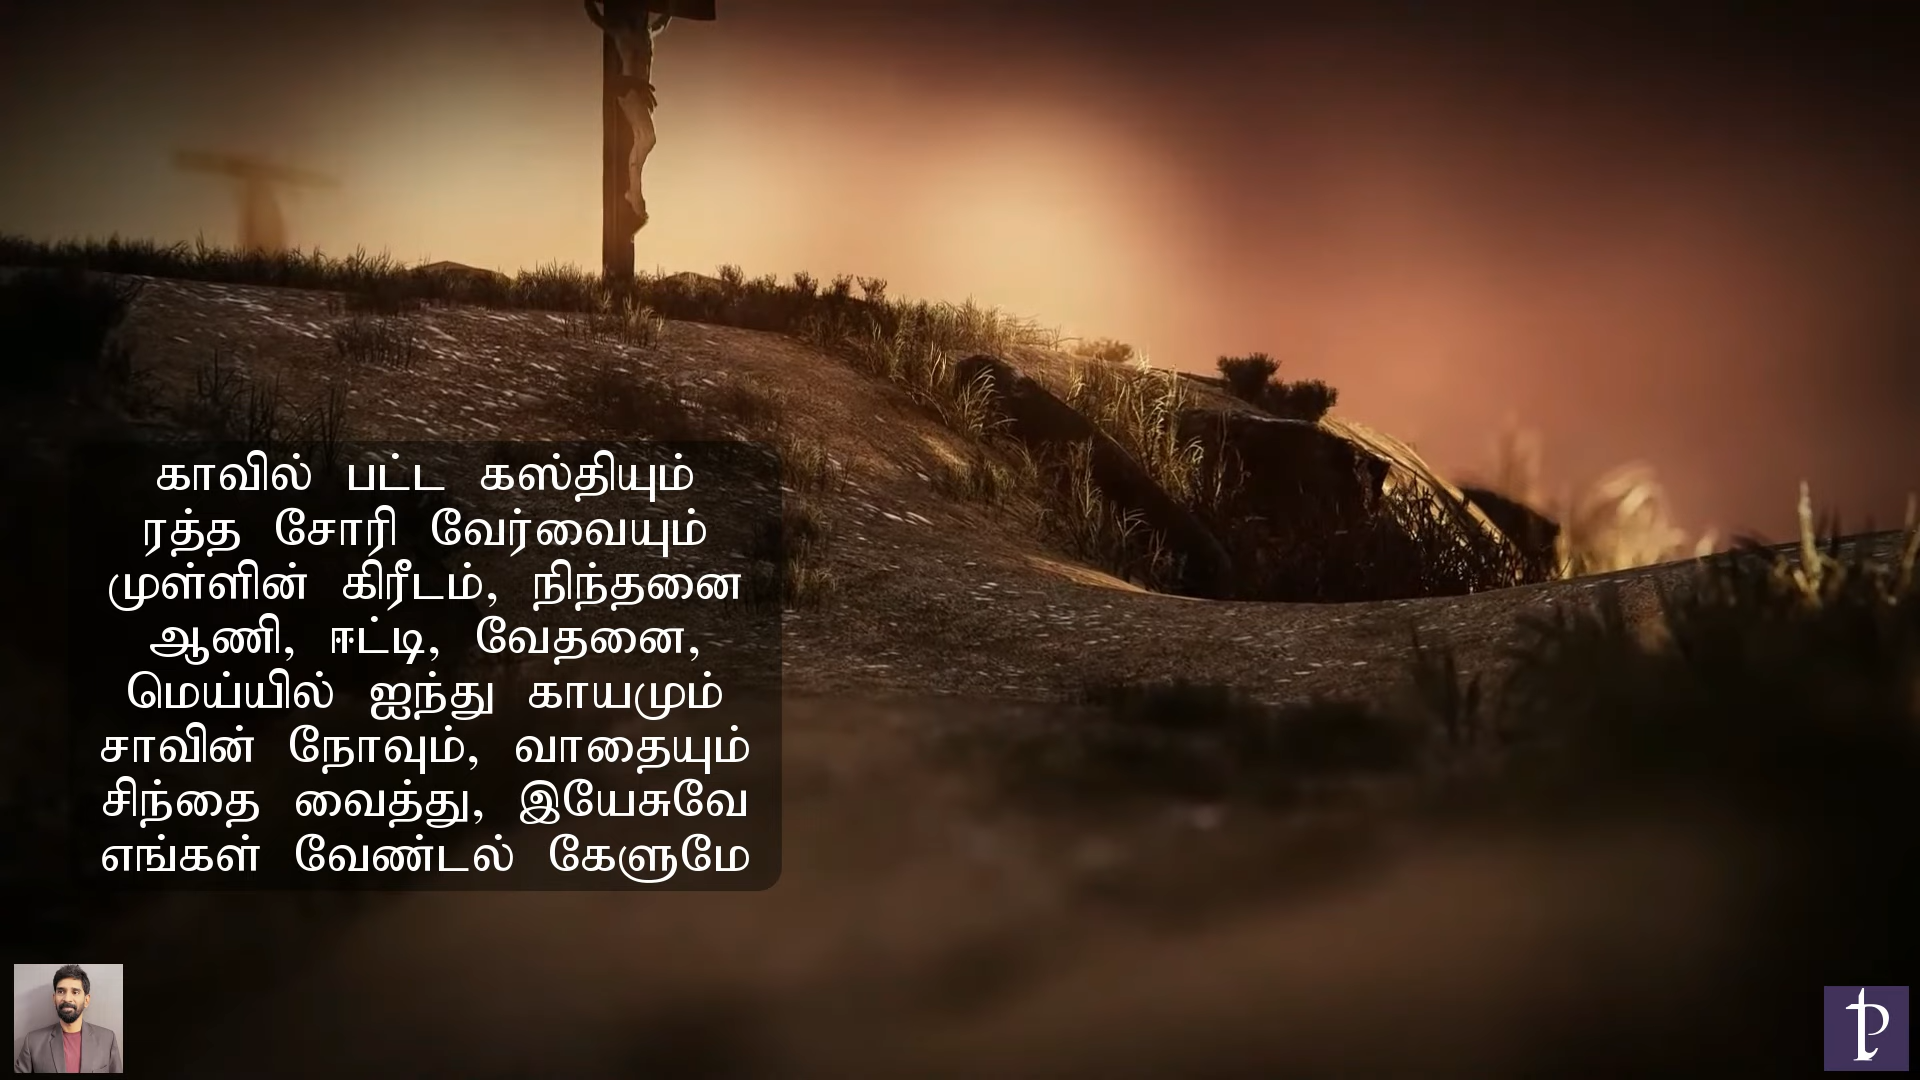 காவில் பட்ட கஸ்தியும்
ரத்த சோரி வேர்வையும்
முள்ளின் கிரீடம், நிந்தனை
ஆணி, ஈட்டி, வேதனை,
மெய்யில் ஐந்து காயமும்
சாவின் நோவும், வாதையும்
சிந்தை வைத்து, இயேசுவே
எங்கள் வேண்டல் கேளுமே